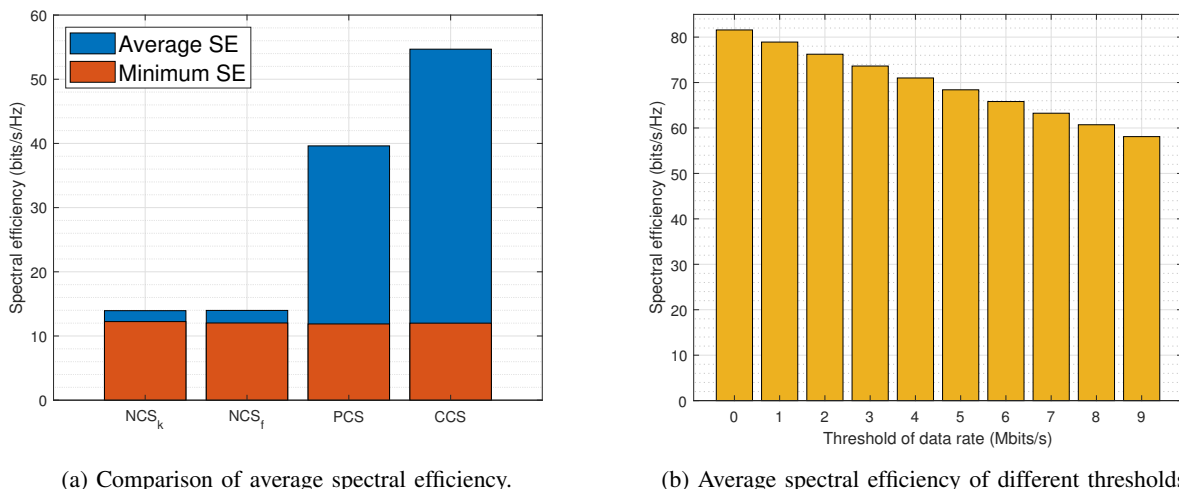 60
50
40
30
20
10
0
Spectral efficiency (bits/s/Hz)
Average SE
Minimum SE
NCS_k
NCS_f
PCS
CCS
(a) Comparison of average spectral efficiency.
80
70
60
50
40
30
20
10
0
Spectral efficiency (bits/s/Hz)
0 1 2 3 4 5 6 7 8 9
Threshold of data rate (Mbits/s)
(b) Average spectral efficiency of different thresholds